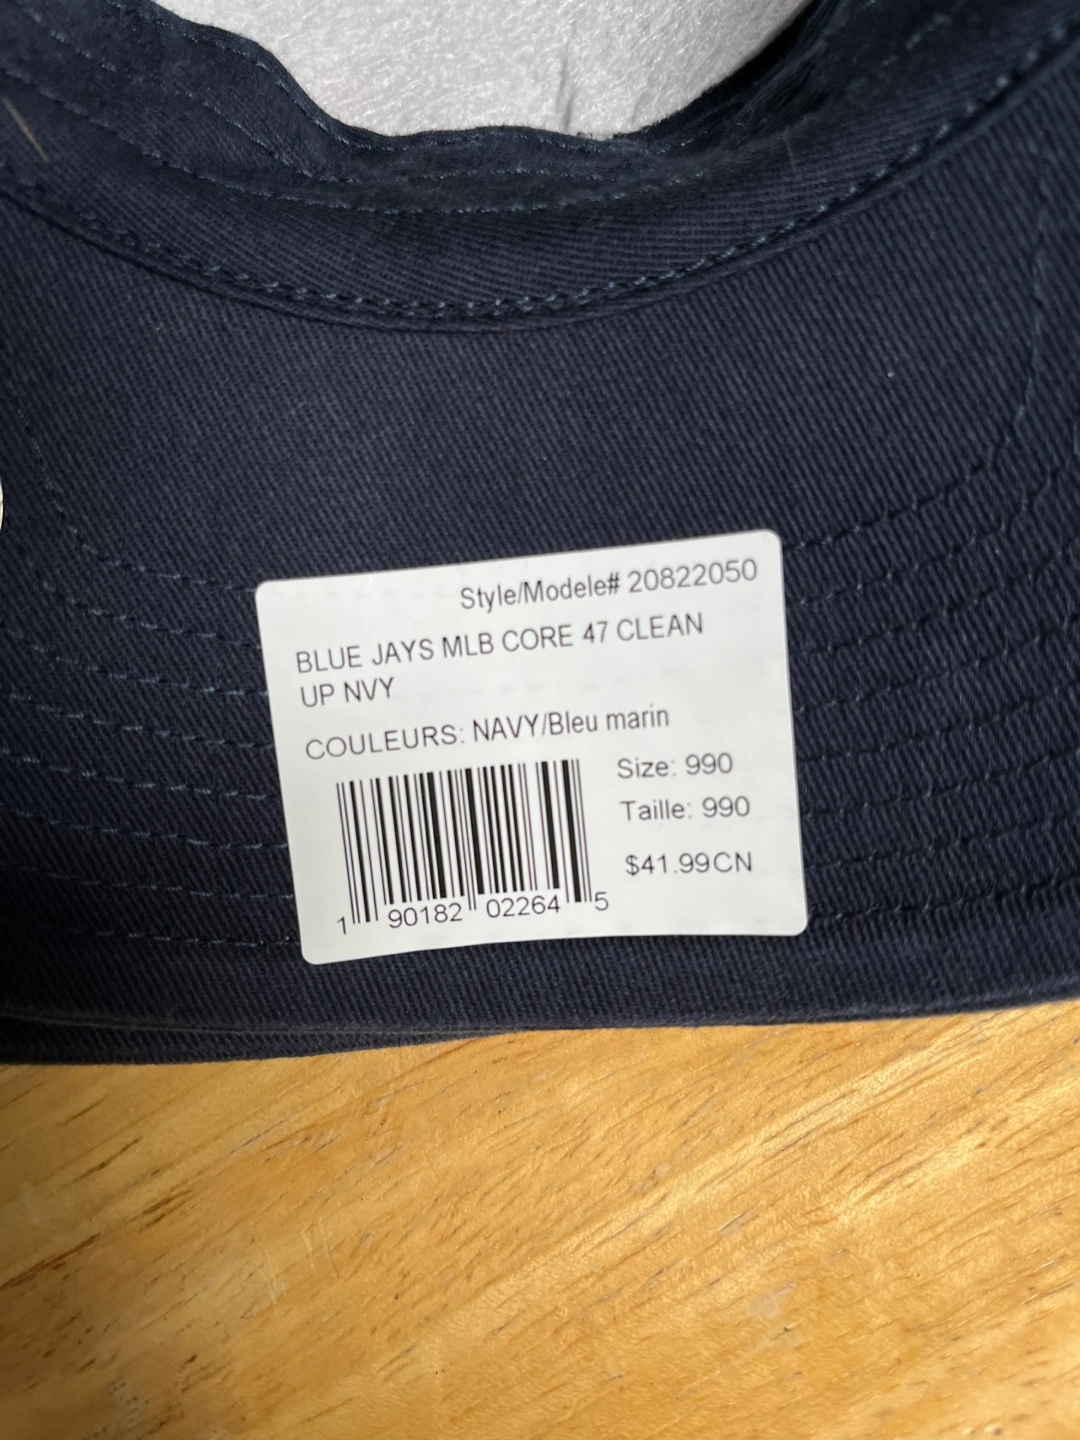 Style/Modele# 20822050
BLUE JAYS MLB CORE 47 CLEAN
UP NVY
COULEURS: NAVY/Bleu marin
Size: 990
Taille: 990
$41.99CN
1 90182 02264 5